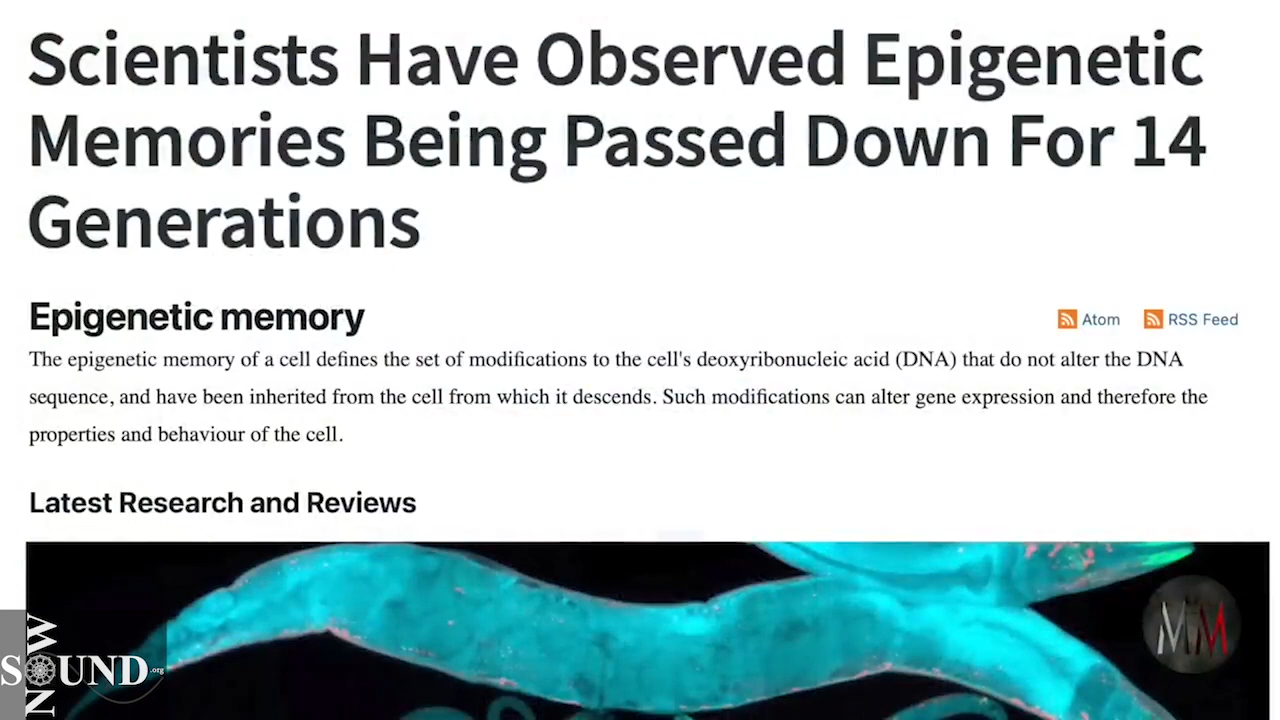 Scientists Have Observed Epigenetic
Memories Being Passed Down For 14
Generations
Epigenetic memory
Atom
RSS Feed
The epigenetic memory of a cell defines the set of modifications to the cell's deoxyribonucleic acid (DNA) that do not alter the DNA
sequence, and have been inherited from the cell from which it descends. Such modifications can alter gene expression and therefore the
properties and behaviour of the cell.
Latest Research and Reviews
NOW
SOUND.org
MM